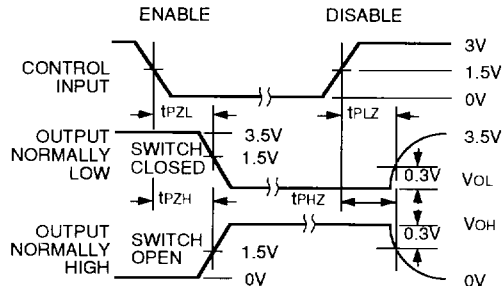 ENABLE
DISABLE
3V
CONTROL INPUT
1.5V
0V
tPZL
tPLZ
OUTPUT NORMALLY LOW
SWITCH CLOSED
3.5V
1.5V
3.5V
0.3V
VOL
tPZH
tPHZ
OUTPUT NORMALLY HIGH
SWITCH OPEN
1.5V
0V
0.3V
VOH
0V